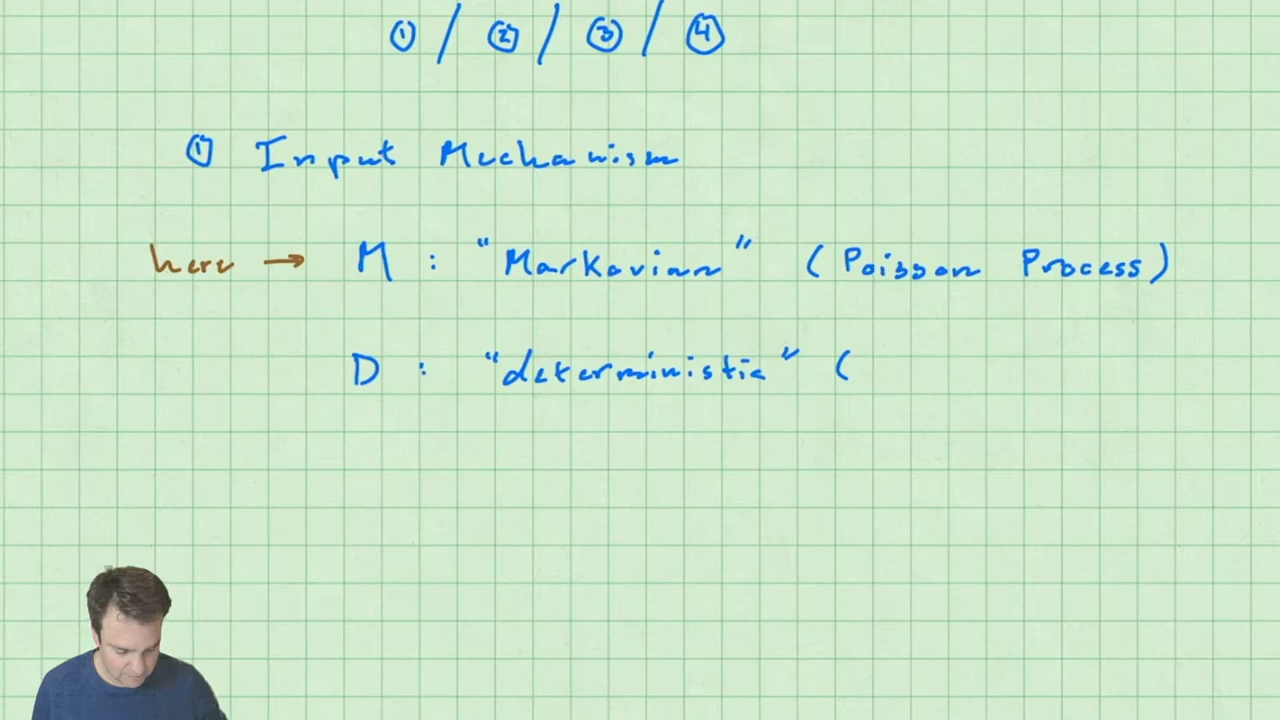 ① / ② / ③ / ④
① Input Mechanism
here → M : "Markovian" (Poisson Process)
D : "deterministic" (